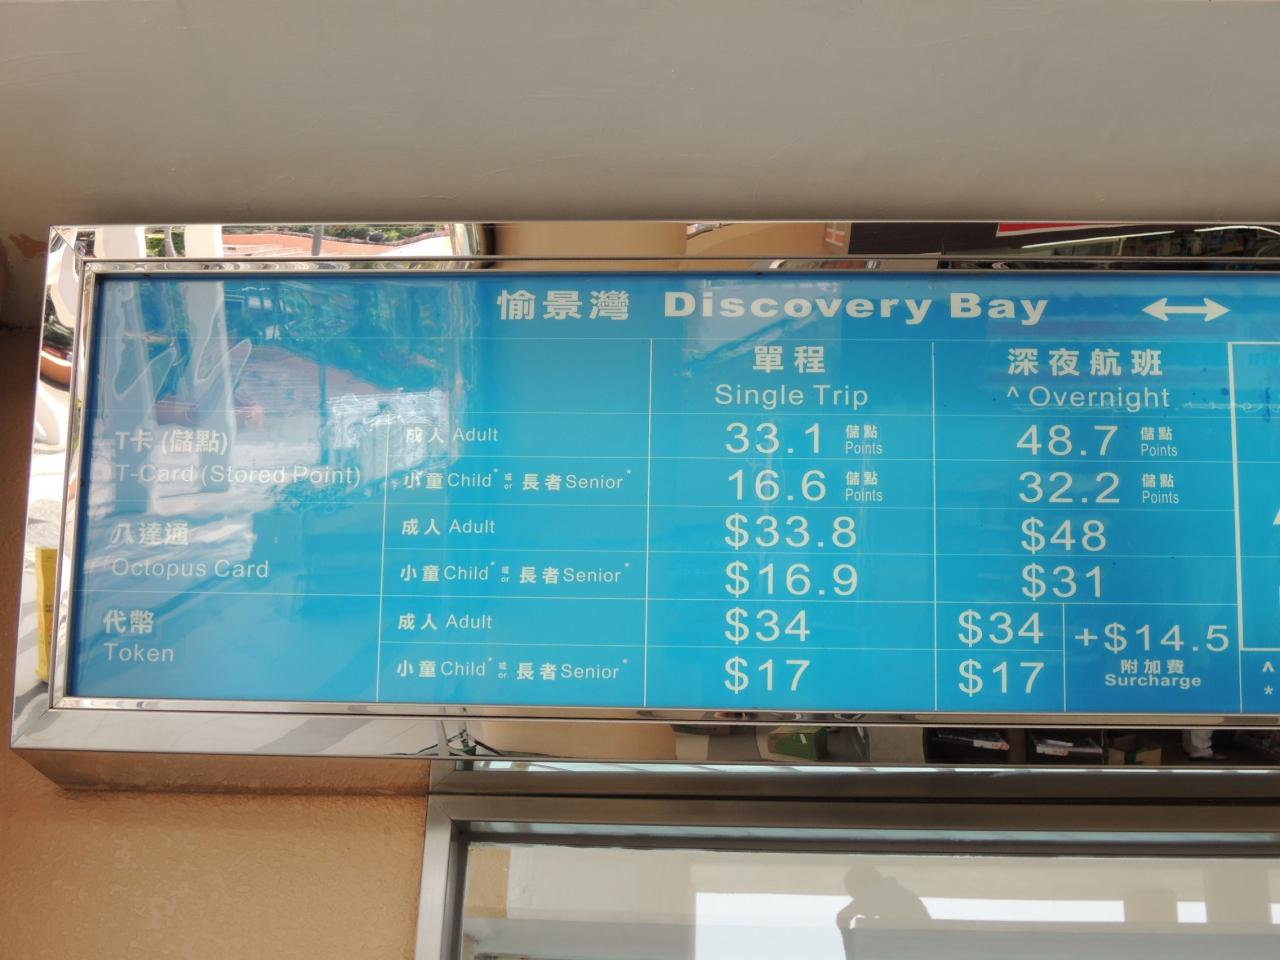 愉景灣 Discovery Bay
單程 深夜航班
Single Trip ^ Overnight
T卡 (儲點)
T-Card (Stored Point)
成人 Adult 33.1 儲點 Points 48.7 儲點 Points
小童 Child* 或 or 長者 Senior* 16.6 儲點 Points 32.2 儲點 Points
八達通
Octopus Card
成人 Adult $33.8 $48
小童 Child* 或 or 長者 Senior* $16.9 $31
代幣
Token
成人 Adult $34 $34 +$14.5
附加費
Surcharge
小童 Child* 或 or 長者 Senior* $17 $17
^
*